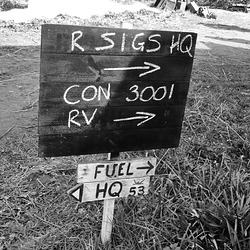 R SIGS HQ
→
CON 3001
RV →
FUEL →
◁ HQ 53